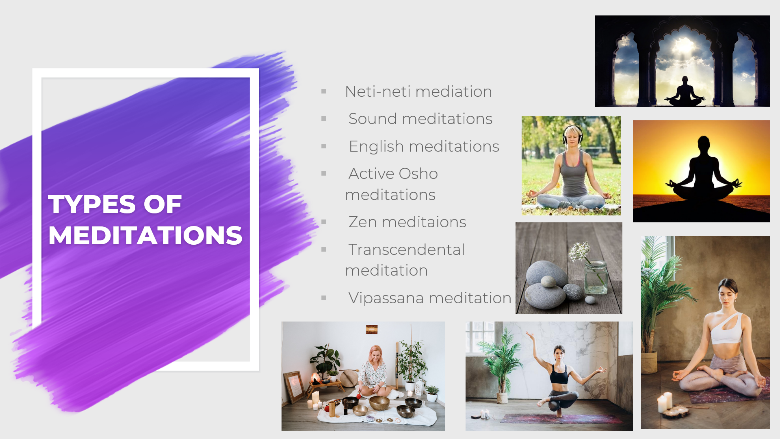 TYPES OF
MEDITATIONS
Neti-neti mediation
Sound meditations
English meditations
Active Osho
meditations
Zen meditaions
Transcendental
meditation
Vipassana meditation